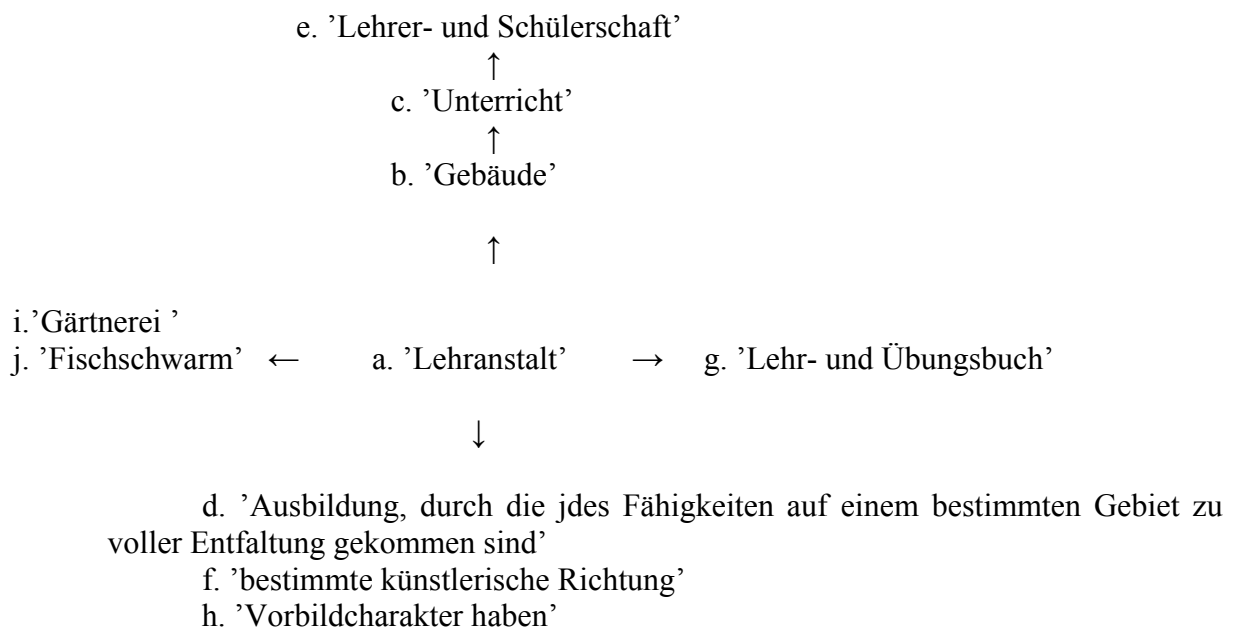 e. ’Lehrer- und Schülerschaft’
↑
c. ’Unterricht’
↑
b. ’Gebäude’
↑
i.’Gärtnerei ’
j. ’Fischschwarm’ ← a. ’Lehranstalt’ → g. ’Lehr- und Übungsbuch’
↓
d. ’Ausbildung, durch die jdes Fähigkeiten auf einem bestimmten Gebiet zu
voller Entfaltung gekommen sind’
f. ’bestimmte künstlerische Richtung’
h. ’Vorbildcharakter haben’